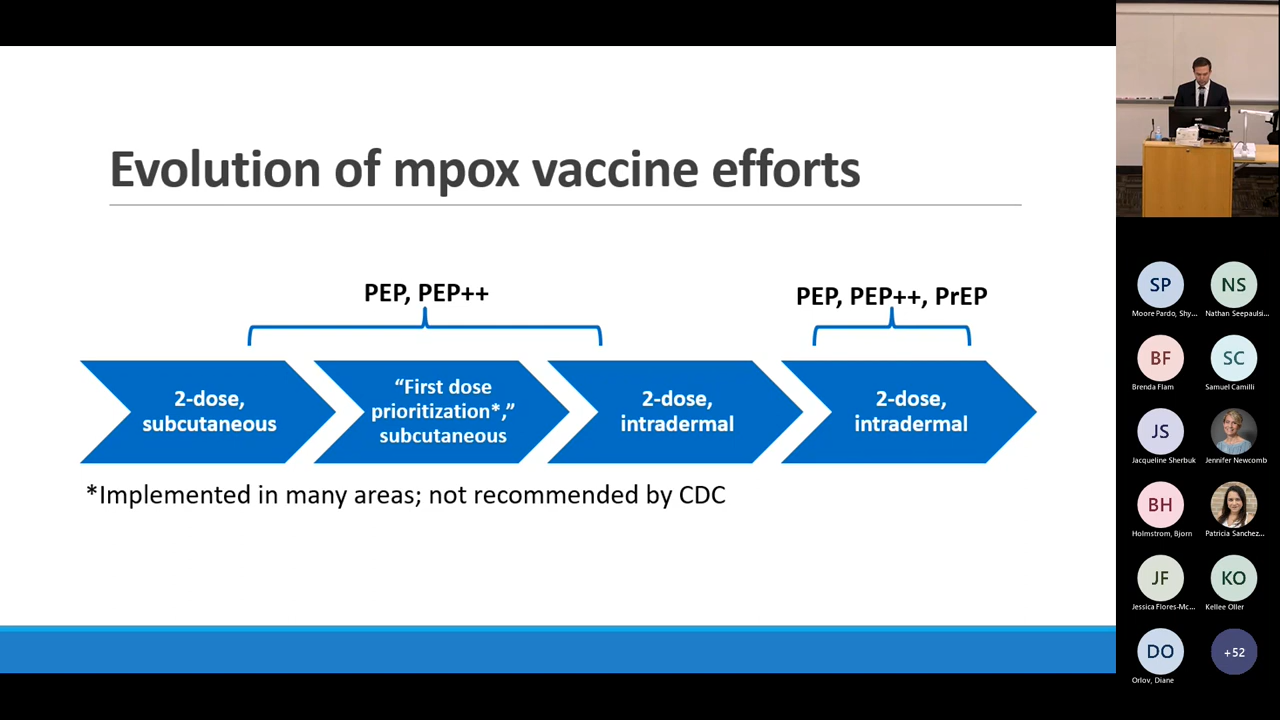 Evolution of mpox vaccine efforts
PEP, PEP++
PEP, PEP++, PrEP
2-dose,
subcutaneous
“First dose
prioritization*,”
subcutaneous
2-dose,
intradermal
2-dose,
intradermal
*Implemented in many areas; not recommended by CDC
SP
Moore Pardo, Shy...
NS
Nathan Seepaulsi...
BF
Brenda Flam
SC
Samuel Camilli
JS
Jacqueline Sherbuk
Jennifer Newcomb
BH
Holmstrom, Bjorn
Patricia Sanchez...
JF
Jessica Flores-Mc...
KO
Kellee Oller
DO
Orlov, Diane
+52